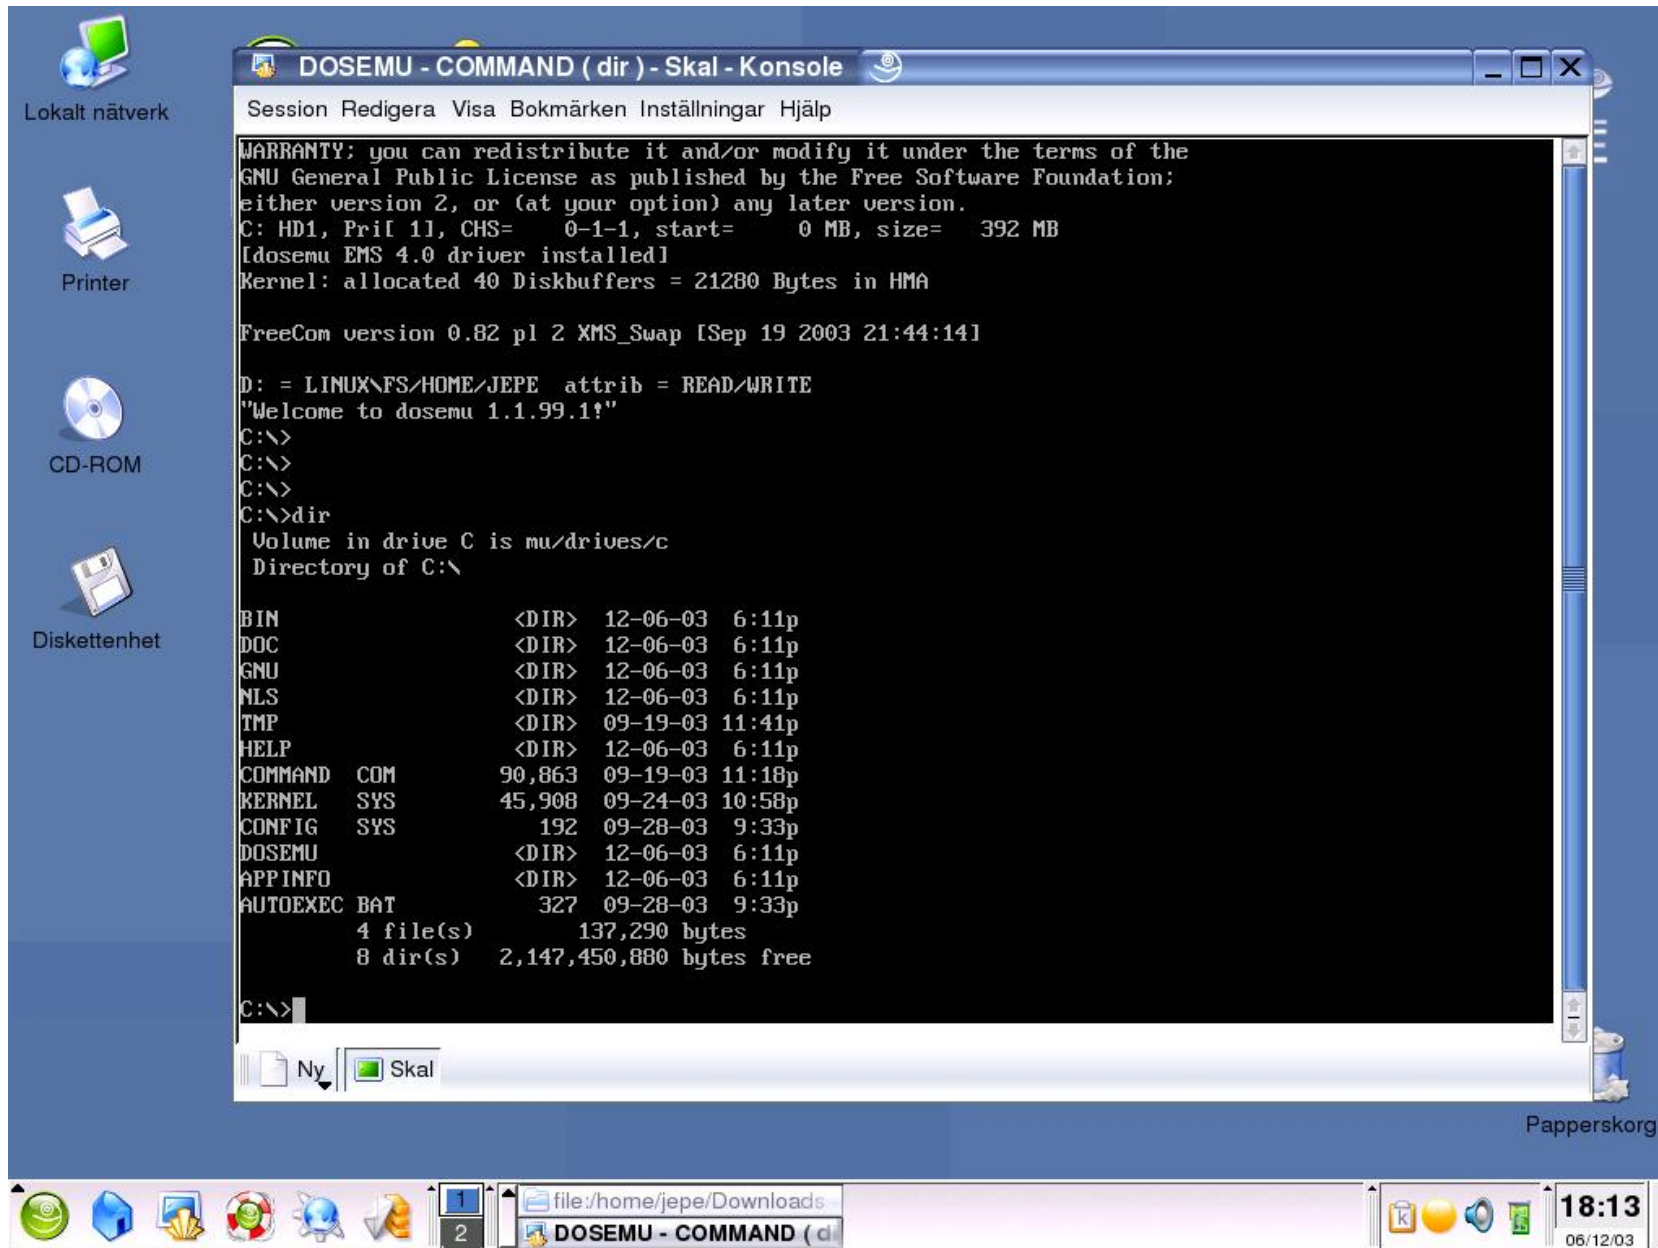 Lokalt nätverk
Printer
CD-ROM
Diskettenhet
DOSEMU - COMMAND ( dir ) - Skal - Konsole
Session Redigera Visa Bokmärken Inställningar Hjälp
WARRANTY; you can redistribute it and/or modify it under the terms of the
GNU General Public License as published by the Free Software Foundation;
either version 2, or (at your option) any later version.
C: HD1, Pri[ 1], CHS=    0-1-1, start=     0 MB, size=   392 MB
[dosemu EMS 4.0 driver installed]
Kernel: allocated 40 Diskbuffers = 21280 Bytes in HMA
FreeCom version 0.82 pl 2 XMS_Swap [Sep 19 2003 21:44:14]
D: = LINUX\FS/HOME/JEPE  attrib = READ/WRITE
"Welcome to dosemu 1.1.99.1!"
C:\>
C:\>
C:\>
C:\>dir
Volume in drive C is mu/drives/c
Directory of C:\
BIN                  <DIR>  12-06-03  6:11p
DOC                  <DIR>  12-06-03  6:11p
GNU                  <DIR>  12-06-03  6:11p
NLS                  <DIR>  12-06-03  6:11p
TMP                  <DIR>  09-19-03 11:41p
HELP                 <DIR>  12-06-03  6:11p
COMMAND  COM        90,863  09-19-03 11:18p
KERNEL   SYS        45,908  09-24-03 10:58p
CONFIG   SYS           192  09-28-03  9:33p
DOSEMU               <DIR>  12-06-03  6:11p
APPINFO              <DIR>  12-06-03  6:11p
AUTOEXEC BAT           327  09-28-03  9:33p
4 file(s)        137,290 bytes
8 dir(s)   2,147,450,880 bytes free
C:\>
Ny Skal
Papperskorg
1
2
file:/home/jepe/Downloads
DOSEMU - COMMAND ( di
18:13
06/12/03